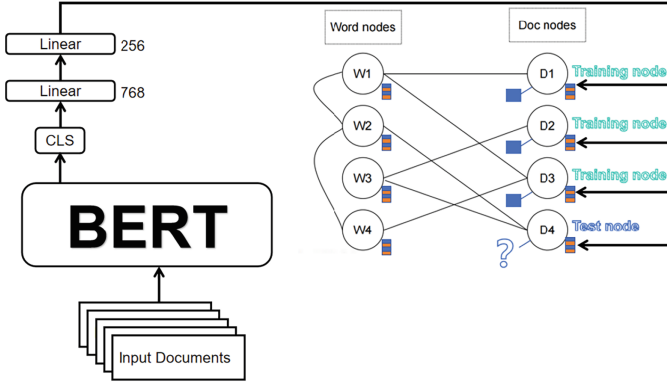 Linear 256
Linear 768
CLS
BERT
Input Documents
Word nodes
Doc nodes
W1
W2
W3
W4
D1 Training node
D2 Training node
D3 Training node
D4 Test node
?